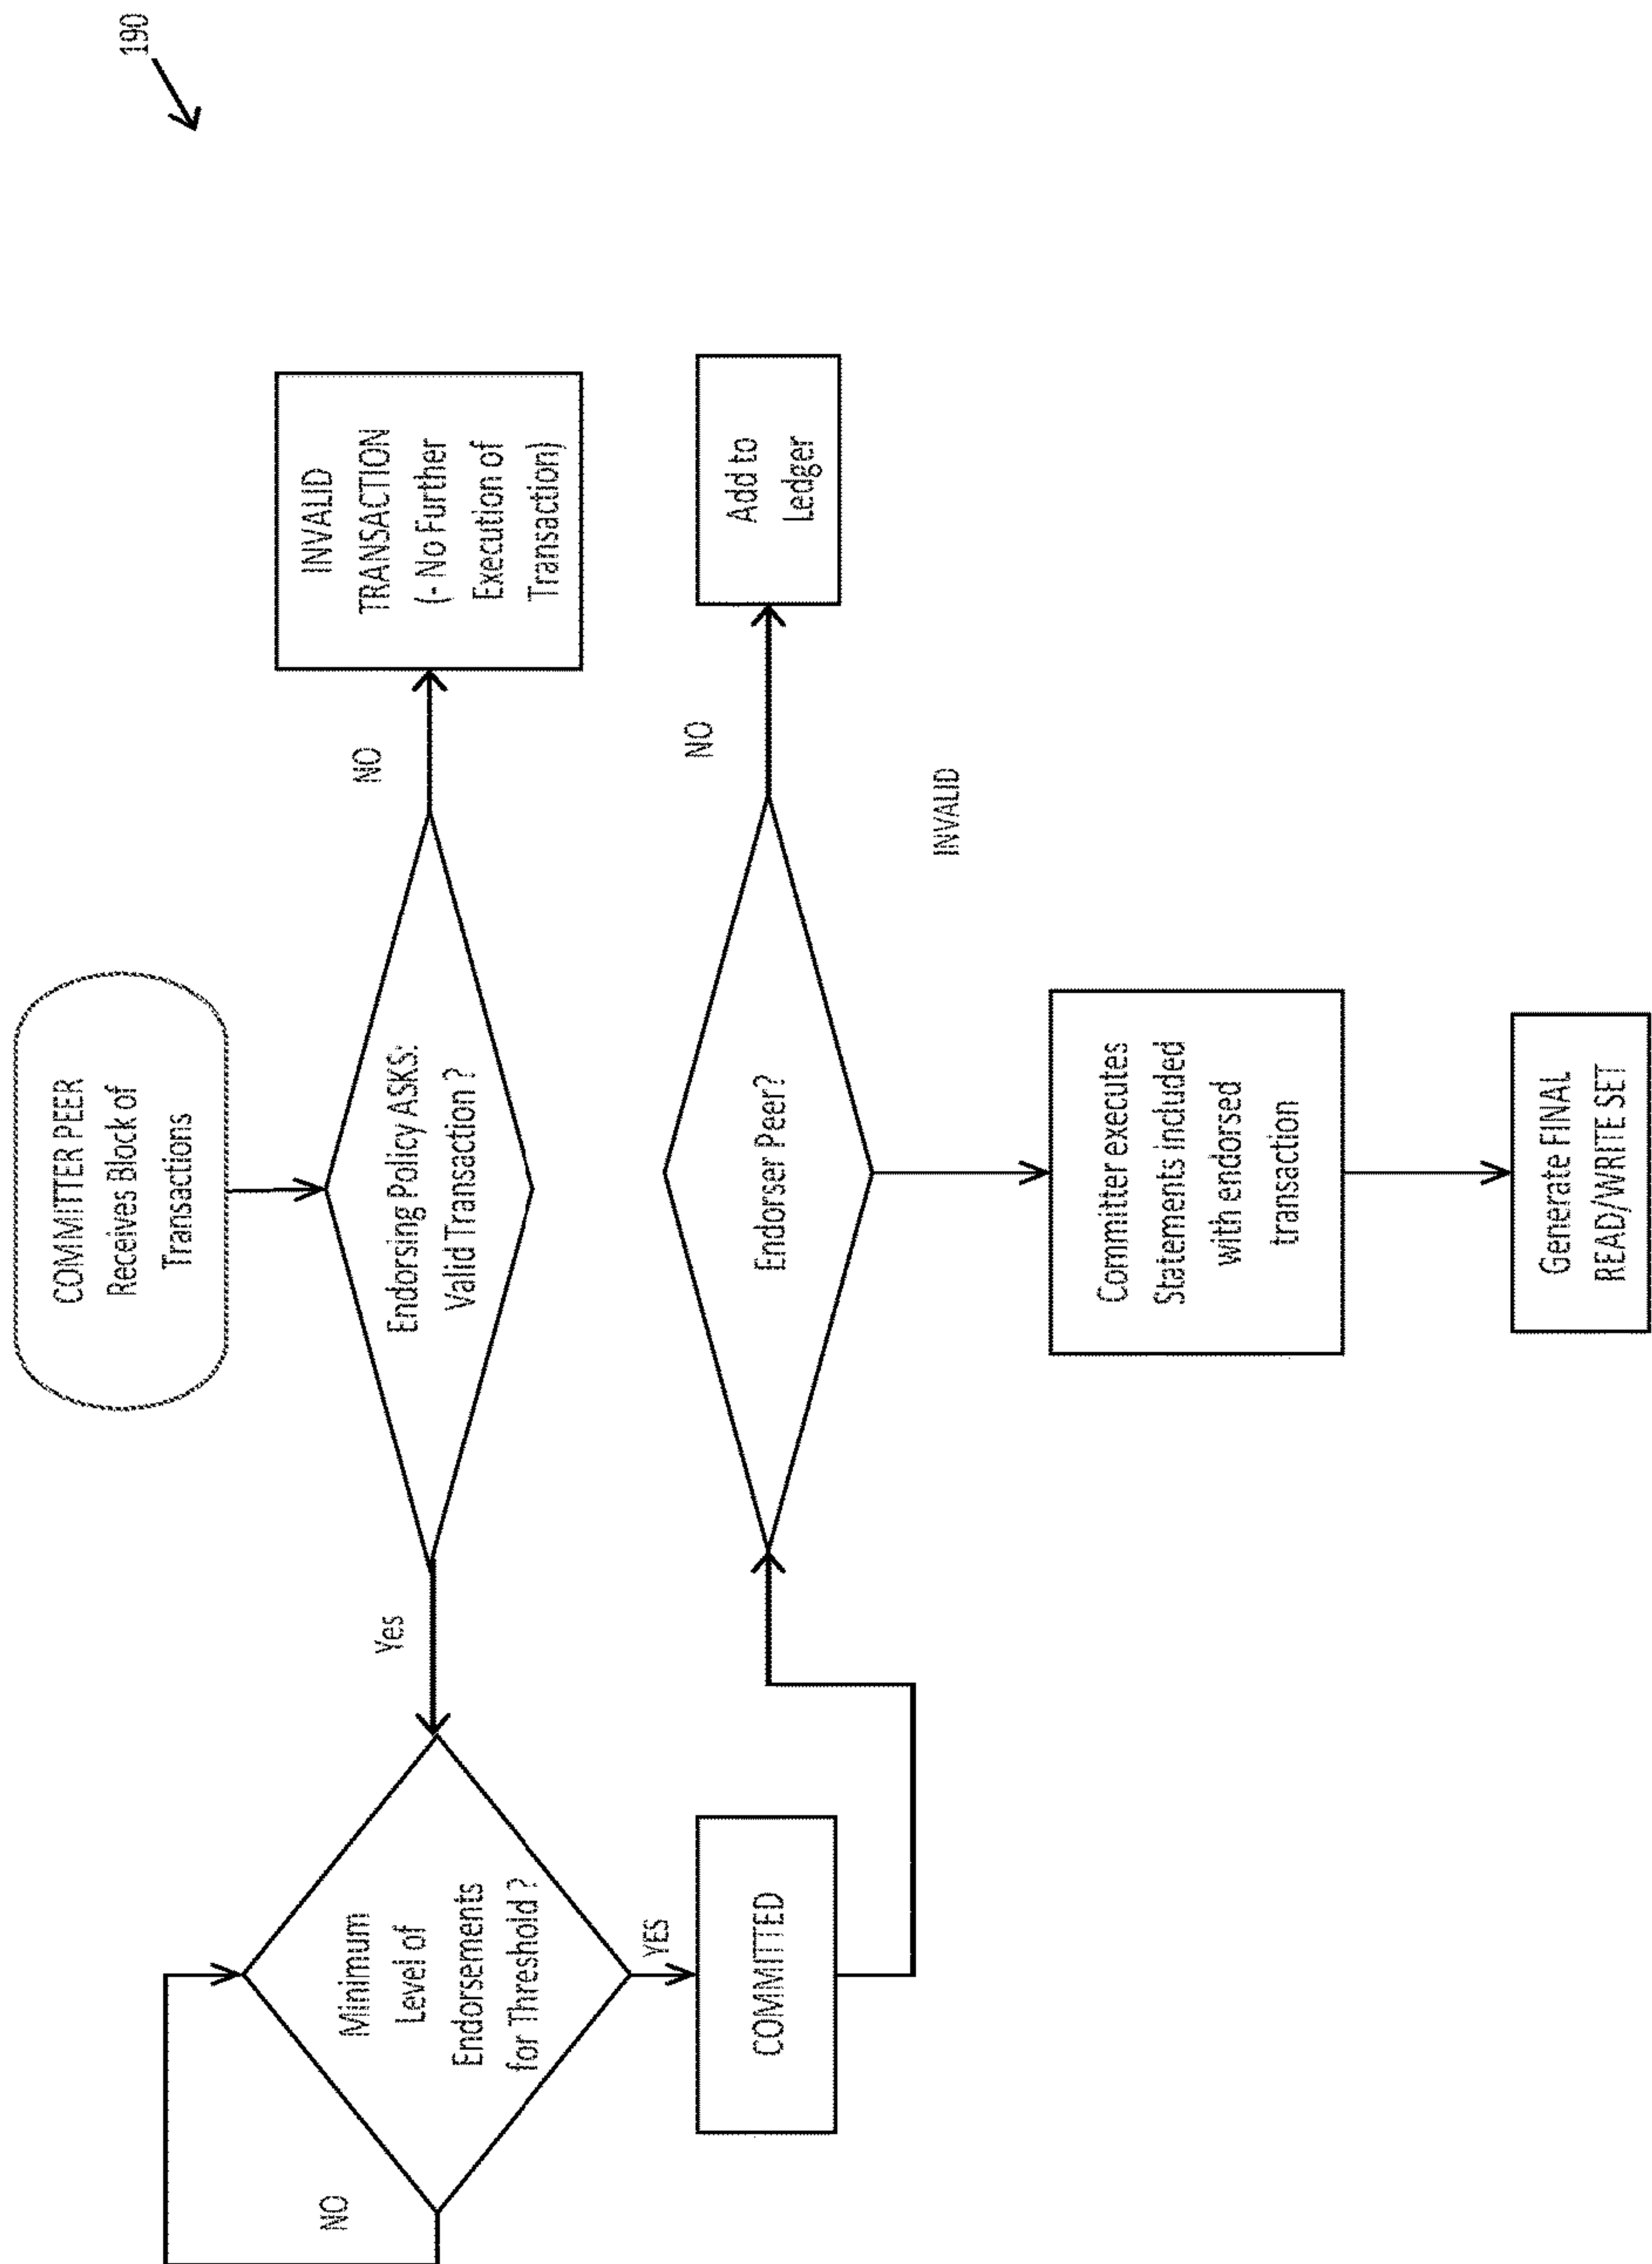 190
COMMITTER PEER
Receives Block of
Transactions
Endorsing Policy ASKS:
Valid Transaction ?
NO
INVALID
TRANSACTION
(- No Further
Execution of
Transaction)
Yes
Minimum
Level of
Endorsements
for Threshold ?
NO
YES
COMMITTED
Endorser Peer?
NO
Add to
Ledger
INVALID
Committer executes
Statements included
with endorsed
transaction
Generate FINAL
READ/WRITE SET